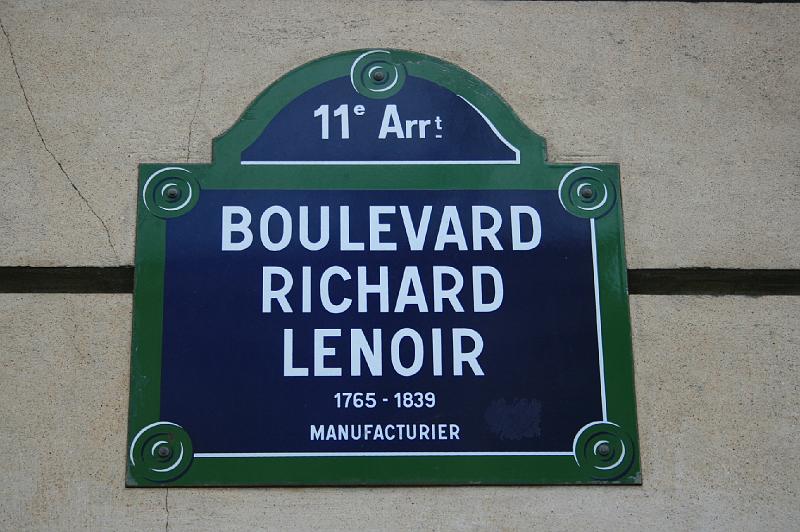 11e Arrt
BOULEVARD
RICHARD
LENOIR
1765 - 1839
MANUFACTURIER